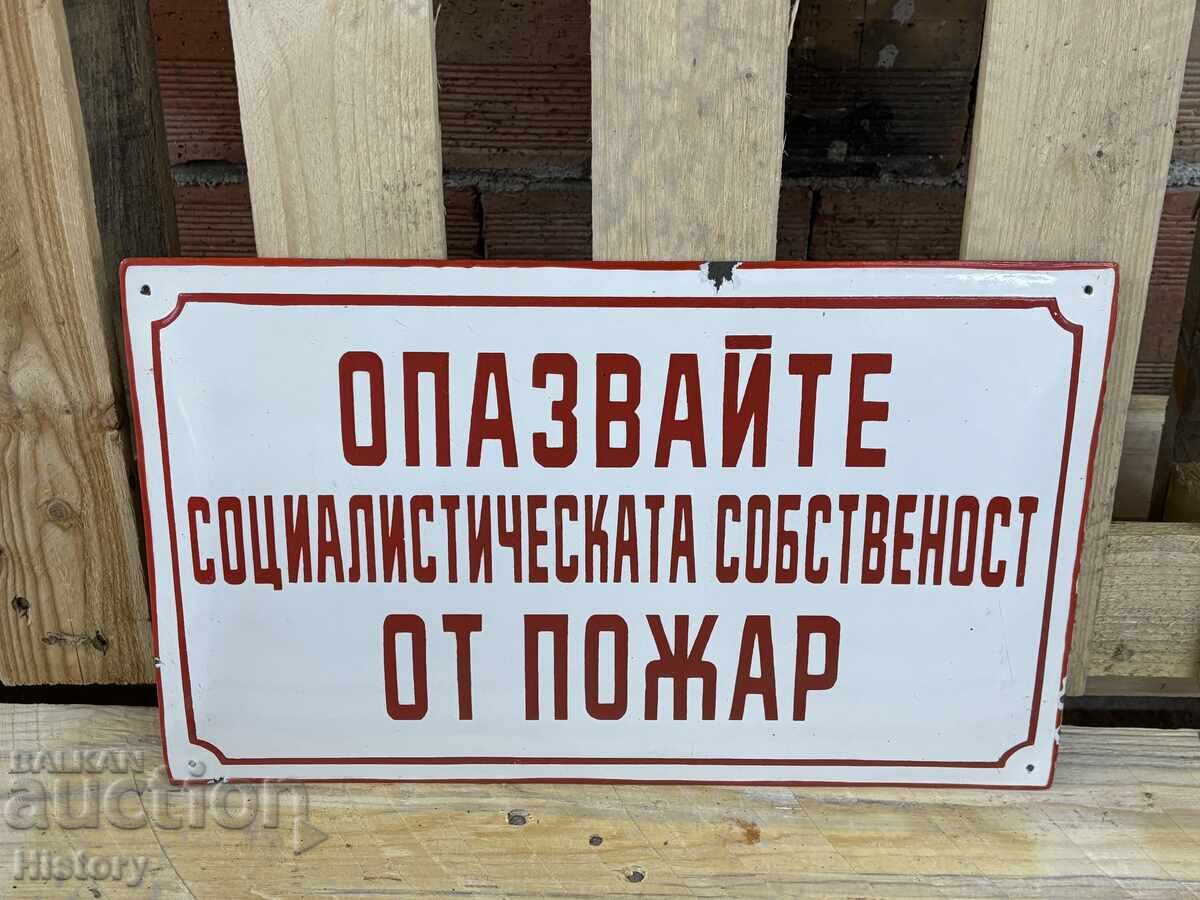 ОПАЗВАЙТЕ
СОЦИАЛИСТИЧЕСКАТА СОБСТВЕНОСТ
ОТ ПОЖАР
BALKAN
auction
History